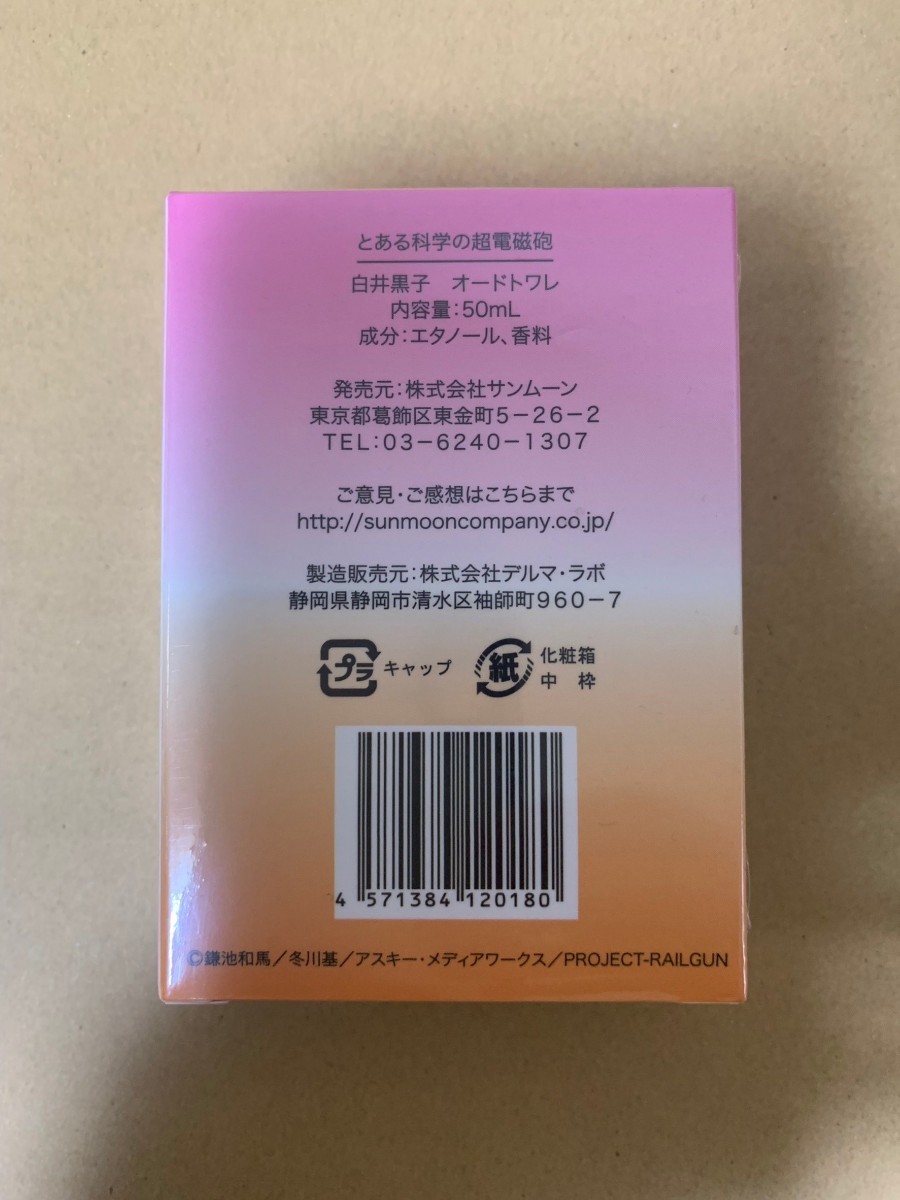 とある科学の超電磁砲
白井黒子　オードトワレ
内容量：50mL
成分：エタノール、香料
発売元：株式会社サンムーン
東京都葛飾区東金町5－26－2
TEL：03－6240－1307
ご意見・ご感想はこちらまで
http://sunmooncompany.co.jp/
製造販売元：株式会社デルマ・ラボ
静岡県静岡市清水区袖師町960－7
プラ キャップ
紙 化粧箱
中　枠
4 571384 120180
©鎌池和馬／冬川基／アスキー・メディアワークス／PROJECT-RAILGUN